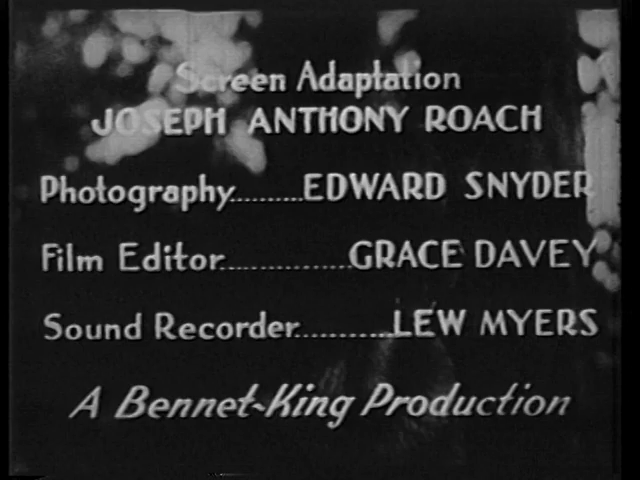 Screen Adaptation
JOSEPH ANTHONY ROACH
Photography..........EDWARD SNYDER
Film Editor...............GRACE DAVEY
Sound Recorder...........LEW MYERS
A Bennet-King Production